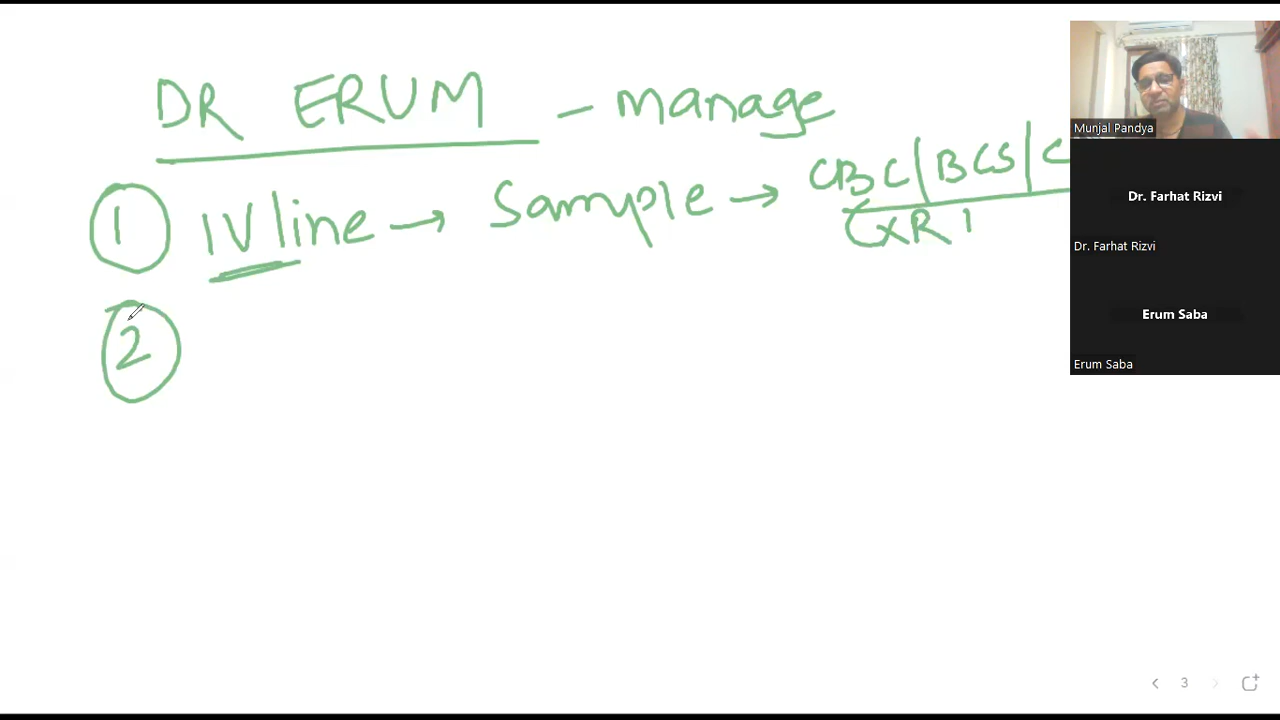 DR ERUM - manage
1 IV line → Sample → CBC/BCS/C
CXR
2
Munjal Pandya
Dr. Farhat Rizvi
Dr. Farhat Rizvi
Erum Saba
Erum Saba
3